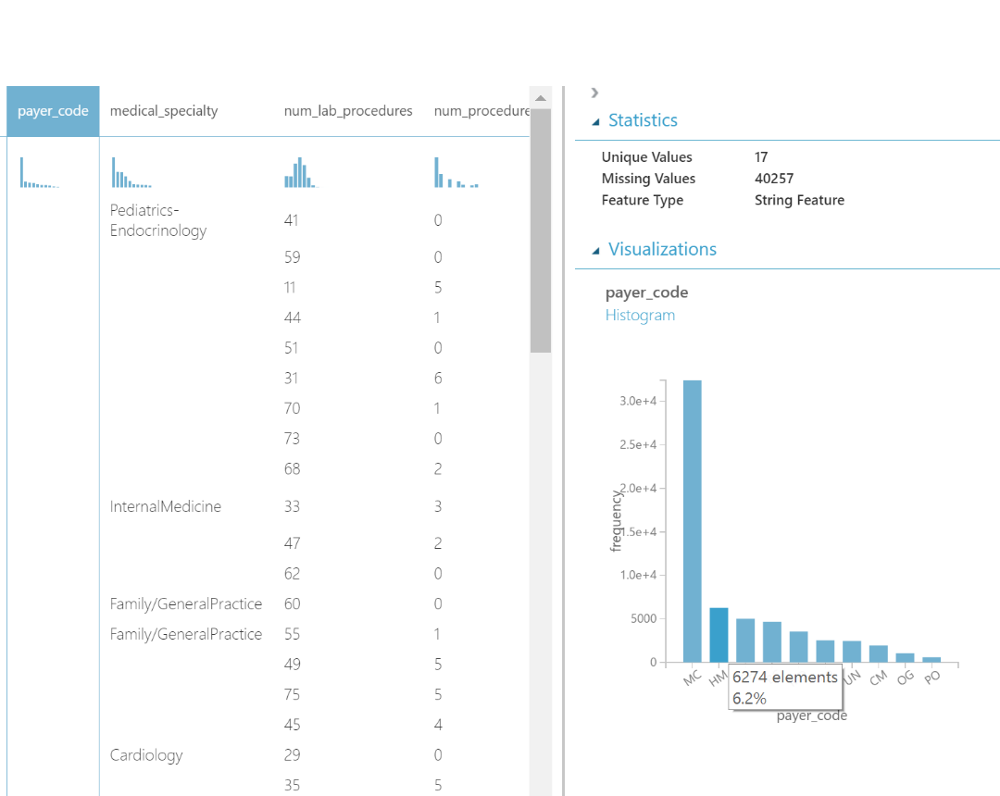 payer_code medical_specialty num_lab_procedures num_procedure
Pediatrics-
Endocrinology 41 0
59 0
11 5
44 1
51 0
31 6
70 1
73 0
68 2
InternalMedicine 33 3
47 2
62 0
Family/GeneralPractice 60 0
Family/GeneralPractice 55 1
49 5
75 5
45 4
Cardiology 29 0
35 5
Statistics
Unique Values 17
Missing Values 40257
Feature Type String Feature
Visualizations
payer_code
Histogram
3.0e+4
2.5e+4
2.0e+4
1.5e+4
1.0e+4
5000
0
frequency
MC HM UN CM OG PO
6274 elements
6.2%
payer_code